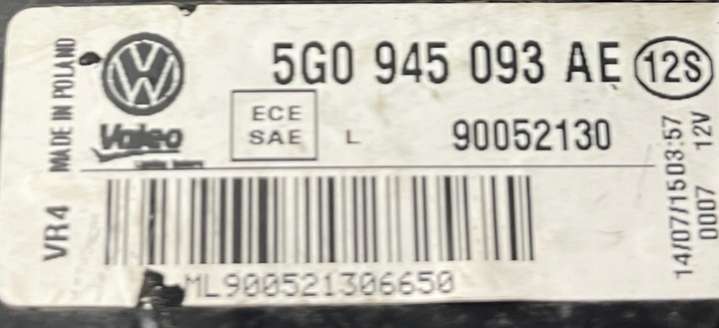 5G0 945 093 AE 12S
Valeo
ECE
SAE L 90052130
ML900521306650
MADE IN POLAND
VR4
14/07/15 03:57
0007 12V